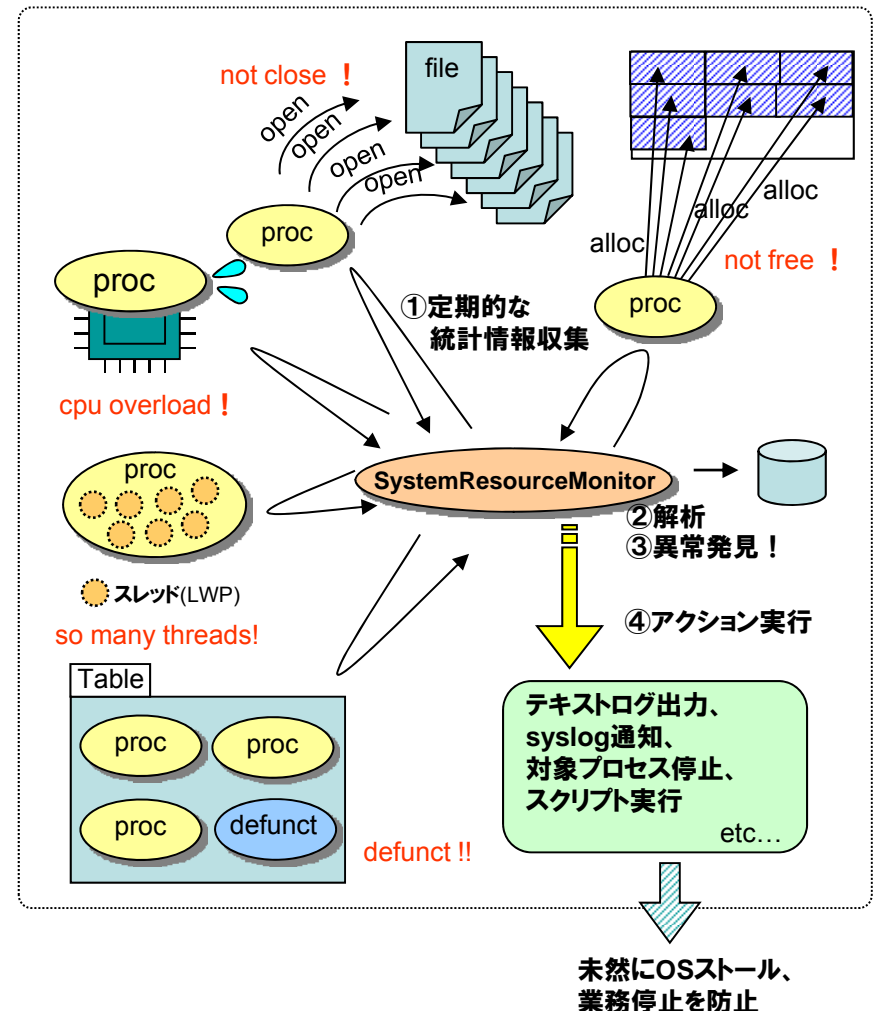 not close！
file
open
open
open
open
proc
proc
cpu overload！
alloc
alloc
alloc
not free！
proc
①定期的な
統計情報収集
proc
スレッド(LWP)
so many threads!
SystemResourceMonitor
②解析
③異常発見！
④アクション実行
Table
proc
proc
proc
defunct
defunct !!
テキストログ出力、
syslog通知、
対象プロセス停止、
スクリプト実行
etc…
未然にOSストール、
業務停止を防止